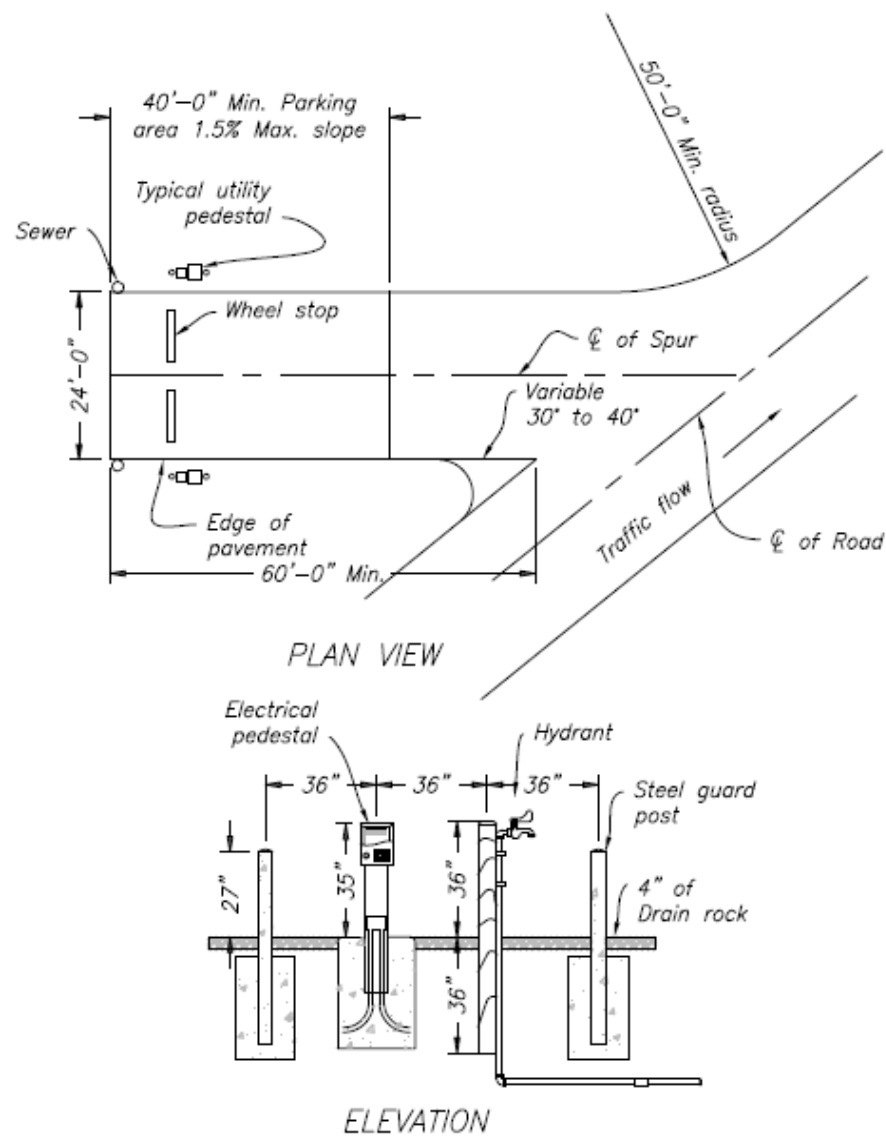 40'-0" Min. Parking
area 1.5% Max. slope
50'-0" Min. radius
Typical utility
pedestal
Sewer
Wheel stop
℄ of Spur
24'-0"
Variable
30° to 40°
Edge of
pavement
Traffic flow
℄ of Road
60'-0" Min.
PLAN VIEW
Electrical
pedestal
Hydrant
36"
36"
36"
Steel guard
post
27"
35"
36"
4" of
Drain rock
36"
ELEVATION